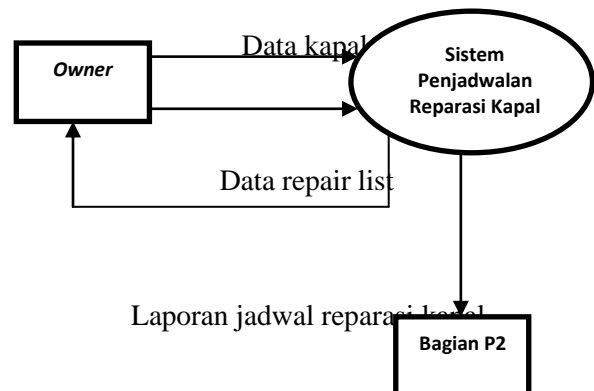 Data kapal
Owner
Sistem
Penjadwalan
Reparasi Kapal
Data repair list
Laporan jadwal reparasi kapal
Bagian P2